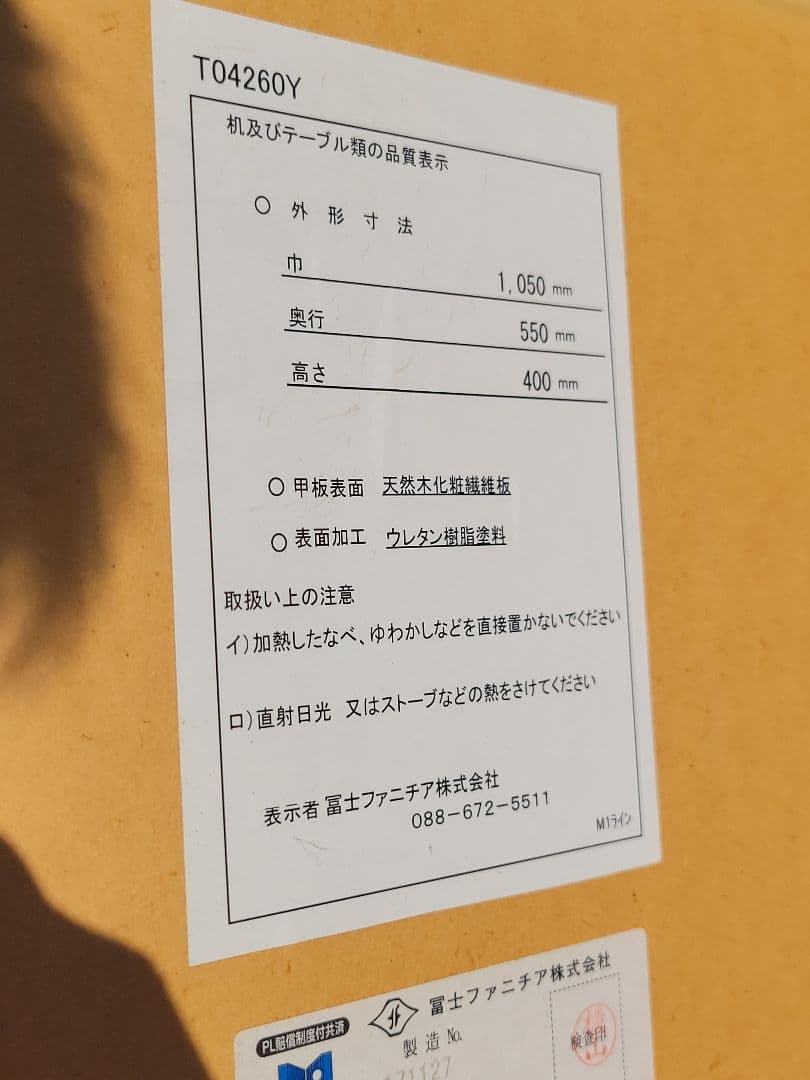 T04260Y
机及びテーブル類の品質表示
○ 外 形 寸 法
巾 1,050 mm
奥行 550 mm
高さ 400 mm
○ 甲板表面 天然木化粧繊維板
○ 表面加工 ウレタン樹脂塗料
取扱い上の注意
イ)加熱したなべ、ゆわかしなどを直接置かないでください
ロ)直射日光 又はストーブなどの熱をさけてください
表示者 冨士ファニチア株式会社
088-672-5511
M1ライン
冨士ファニチア株式会社
PL賠償制度付共済
製造 No.
検査印